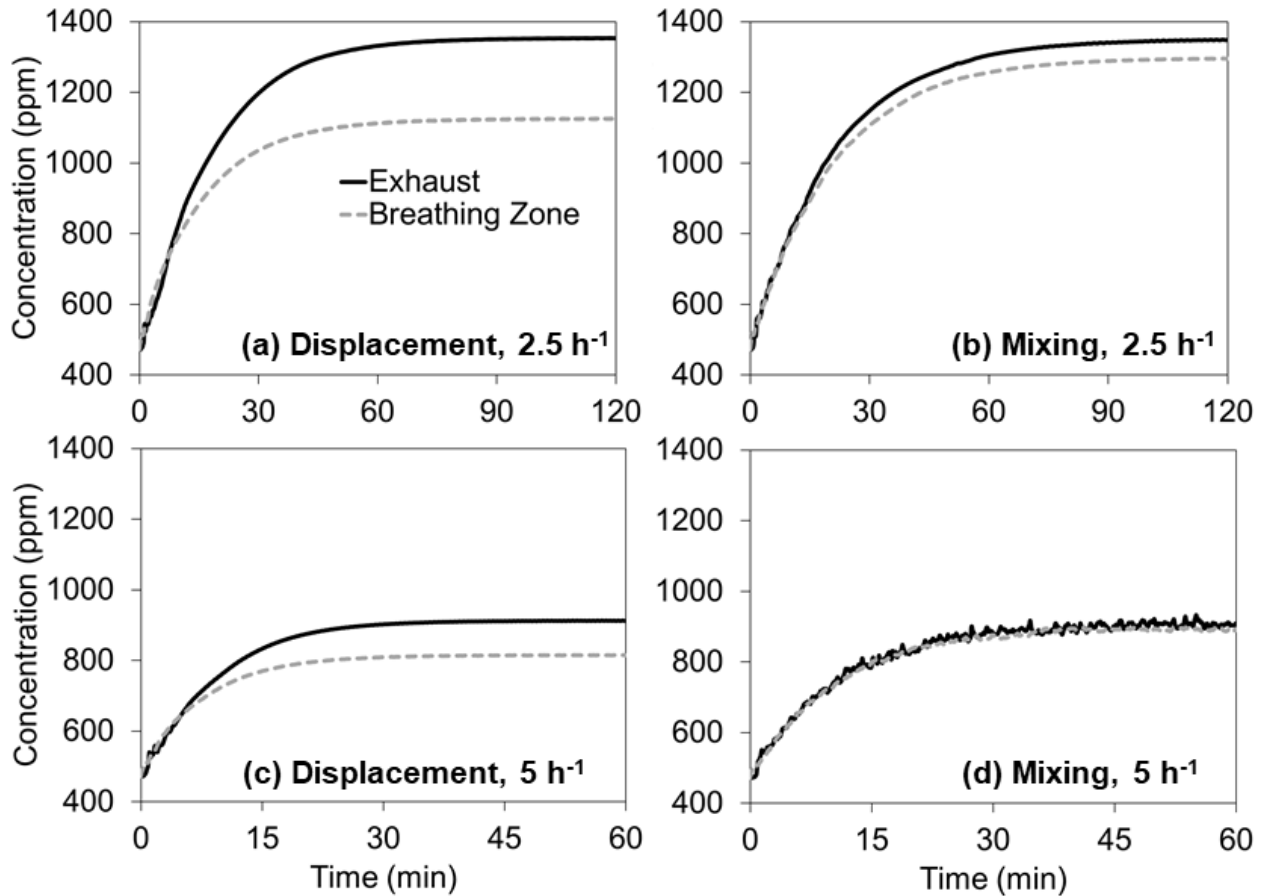 1400
1200
1000
800
600
400
Concentration (ppm)
Exhaust
Breathing Zone
(a) Displacement, 2.5 h-1
0 30 60 90 120
1400
1200
1000
800
600
400
(b) Mixing, 2.5 h-1
0 30 60 90 120
1400
1200
1000
800
600
400
Concentration (ppm)
(c) Displacement, 5 h-1
0 15 30 45 60
Time (min)
1400
1200
1000
800
600
400
(d) Mixing, 5 h-1
0 15 30 45 60
Time (min)